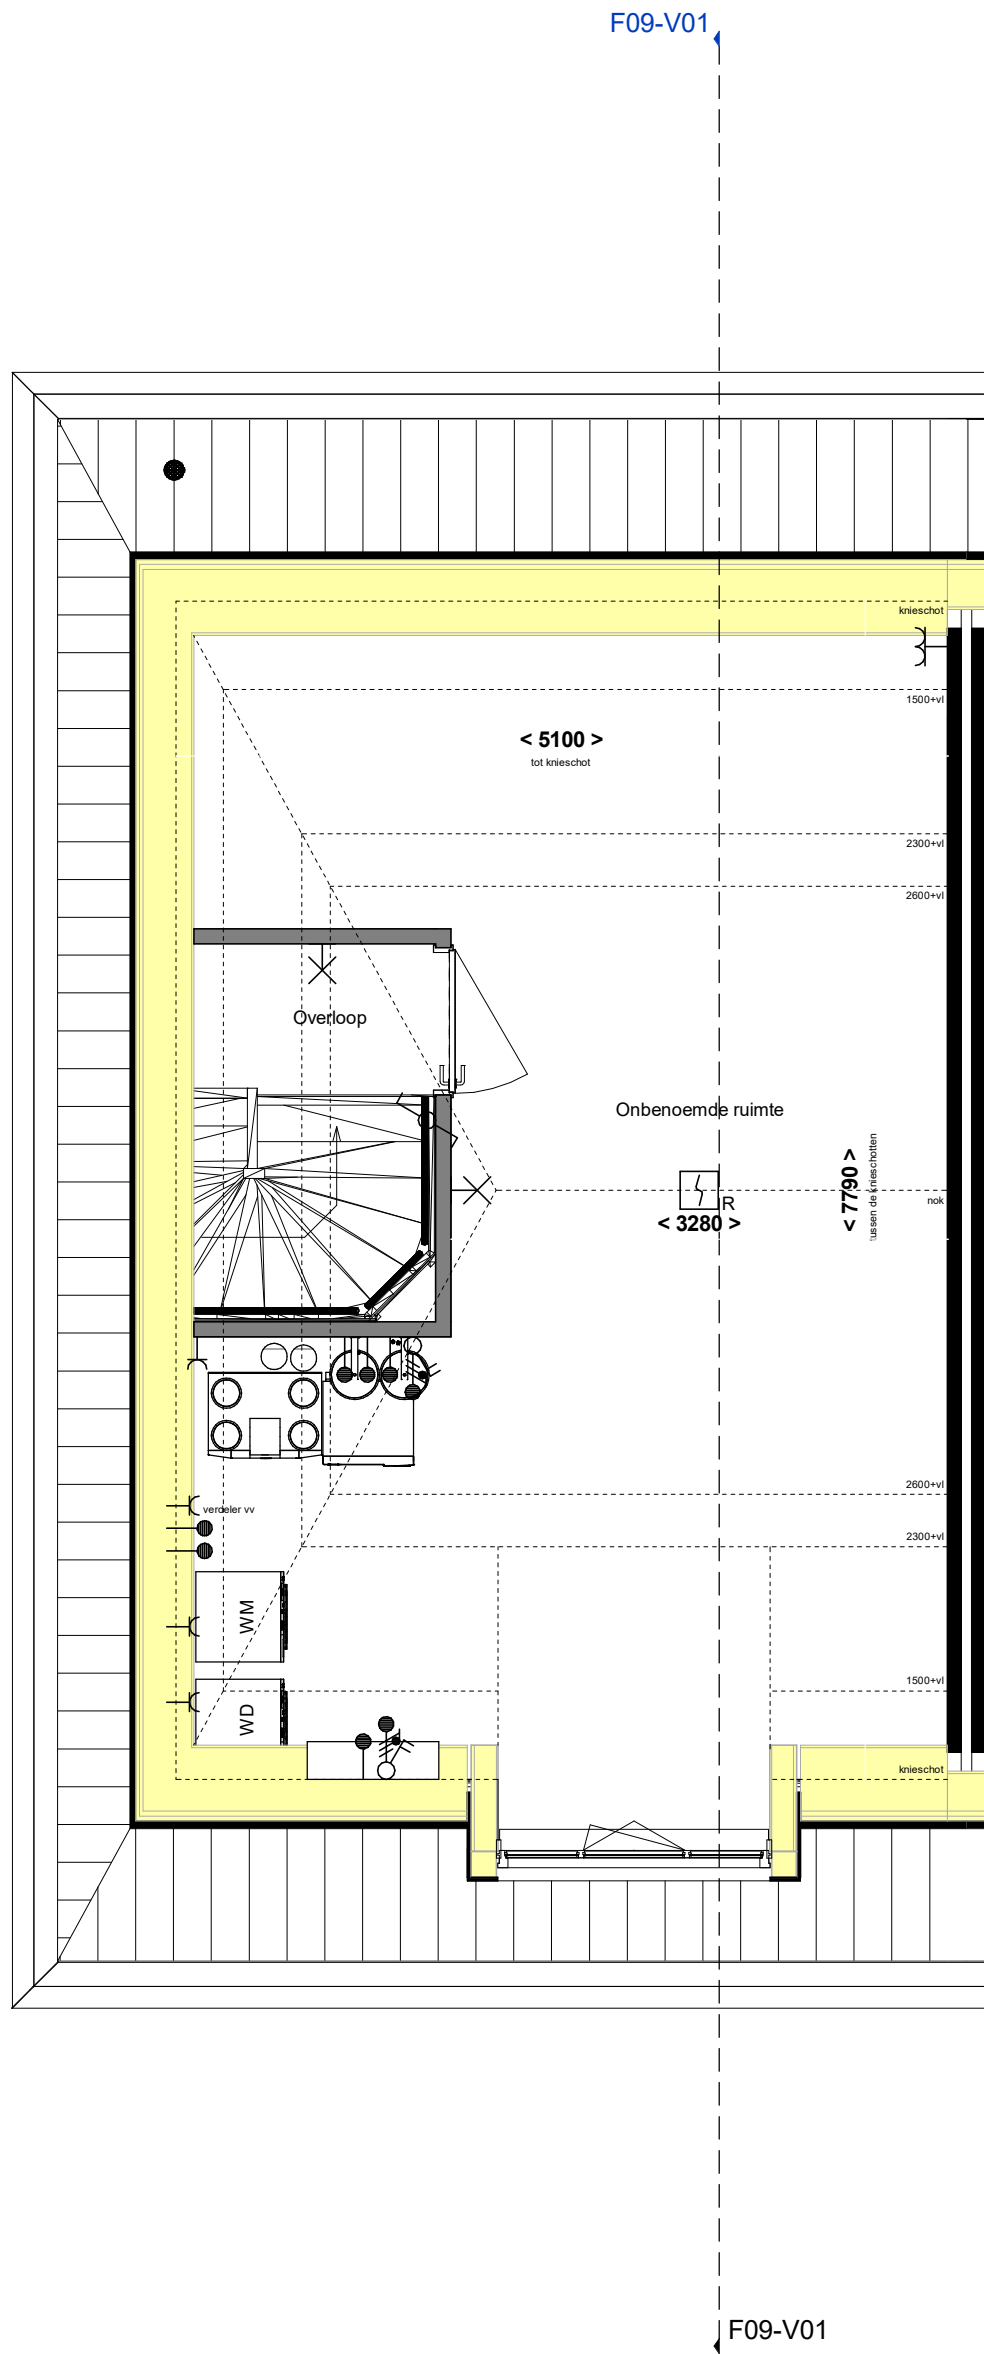 F09-V01
knieschot
1500+vl
< 5100 >
tot knieschot
2300+vl
2600+vl
Overloop
Onbenoemde ruimte
< 7790 >
tussen de knieschotten
nok
R
< 3280 >
2600+vl
verdeler vv
2300+vl
WM
1500+vl
WD
knieschot
F09-V01